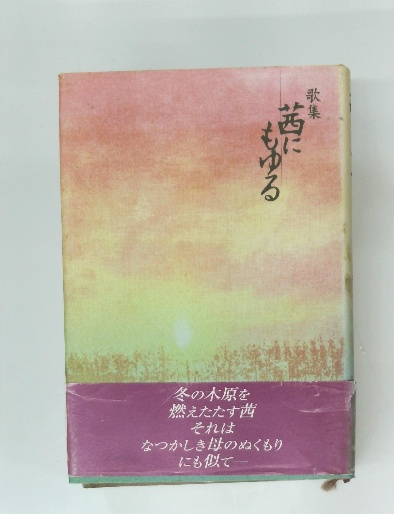 歌集
茜に
もゆる
冬の木原を
燃えたたす茜
それは
なつかしき母のぬくもり
にも似て—